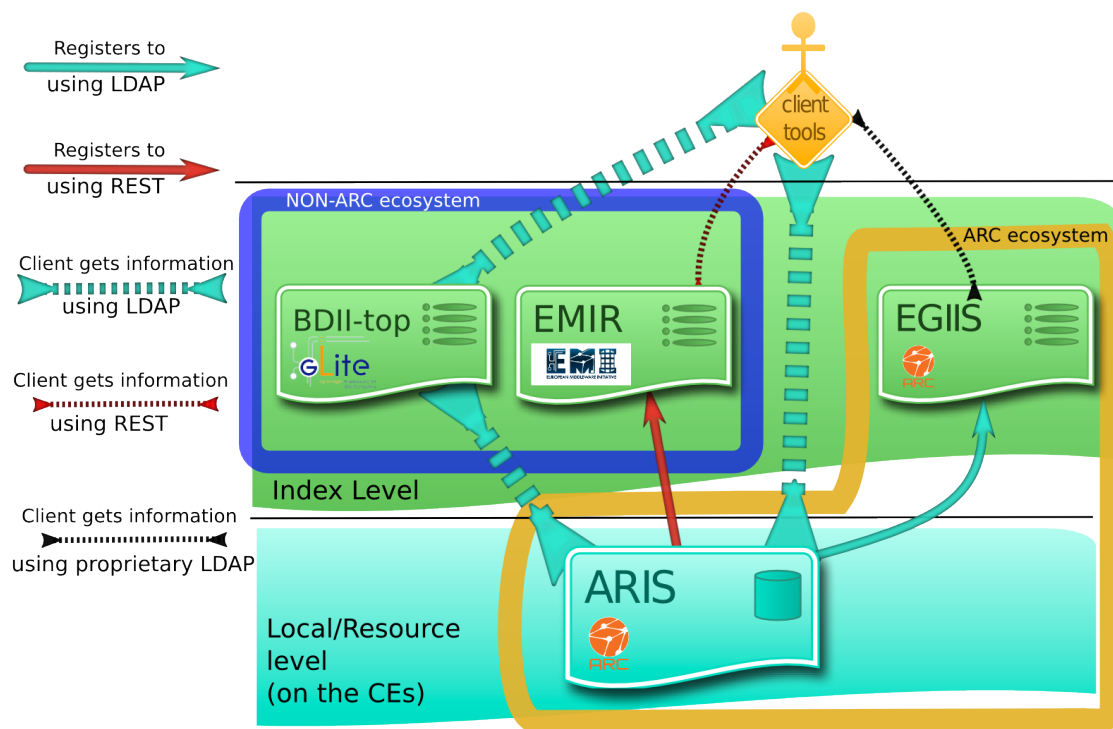 Registers to
using LDAP
Registers to
using REST
Client gets information
using LDAP
Client gets information
using REST
Client gets information
using proprietary LDAP
client
tools
NON-ARC ecosystem
ARC ecosystem
BDII-top
gLite
EMIR
EMI
EUROPEAN MIDDLEWARE INITIATIVE
EGIIS
ARC
Index Level
ARIS
ARC
Local/Resource
level
(on the CEs)